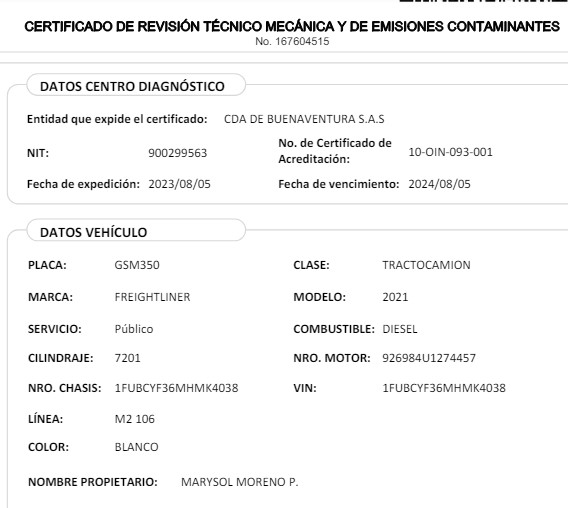 CERTIFICADO DE REVISIÓN TÉCNICO MECÁNICA Y DE EMISIONES CONTAMINANTES
No. 167604515
DATOS CENTRO DIAGNÓSTICO
Entidad que expide el certificado: CDA DE BUENAVENTURA S.A.S
NIT: 900299563 No. de Certificado de Acreditación: 10-OIN-093-001
Fecha de expedición: 2023/08/05 Fecha de vencimiento: 2024/08/05
DATOS VEHÍCULO
PLACA: GSM350 CLASE: TRACTOCAMION
MARCA: FREIGHTLINER MODELO: 2021
SERVICIO: Público COMBUSTIBLE: DIESEL
CILINDRAJE: 7201 NRO. MOTOR: 926984U1274457
NRO. CHASIS: 1FUBCYF36MHMK4038 VIN: 1FUBCYF36MHMK4038
LÍNEA: M2 106
COLOR: BLANCO
NOMBRE PROPIETARIO: MARYSOL MORENO P.